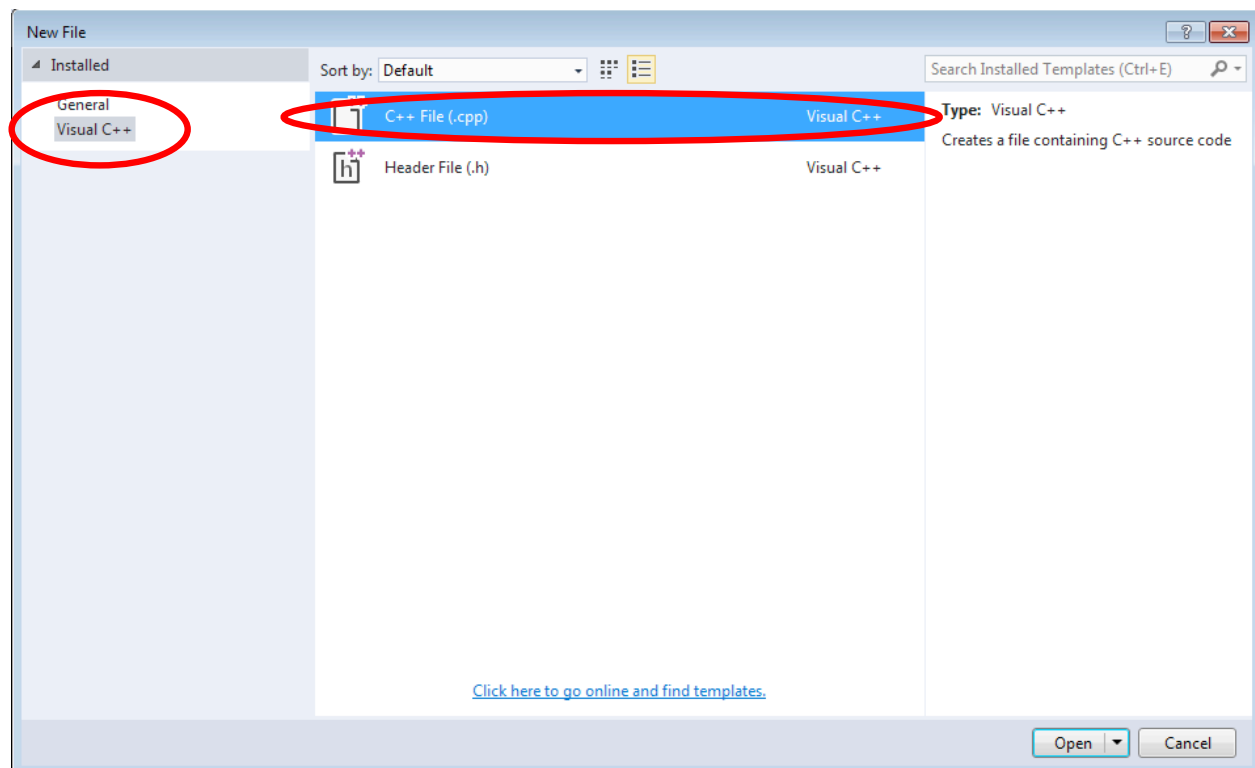 New File
Installed
General
Visual C++
Sort by: Default
Search Installed Templates (Ctrl+E)
C++ File (.cpp) Visual C++
Header File (.h) Visual C++
Type: Visual C++
Creates a file containing C++ source code
Click here to go online and find templates.
Open
Cancel